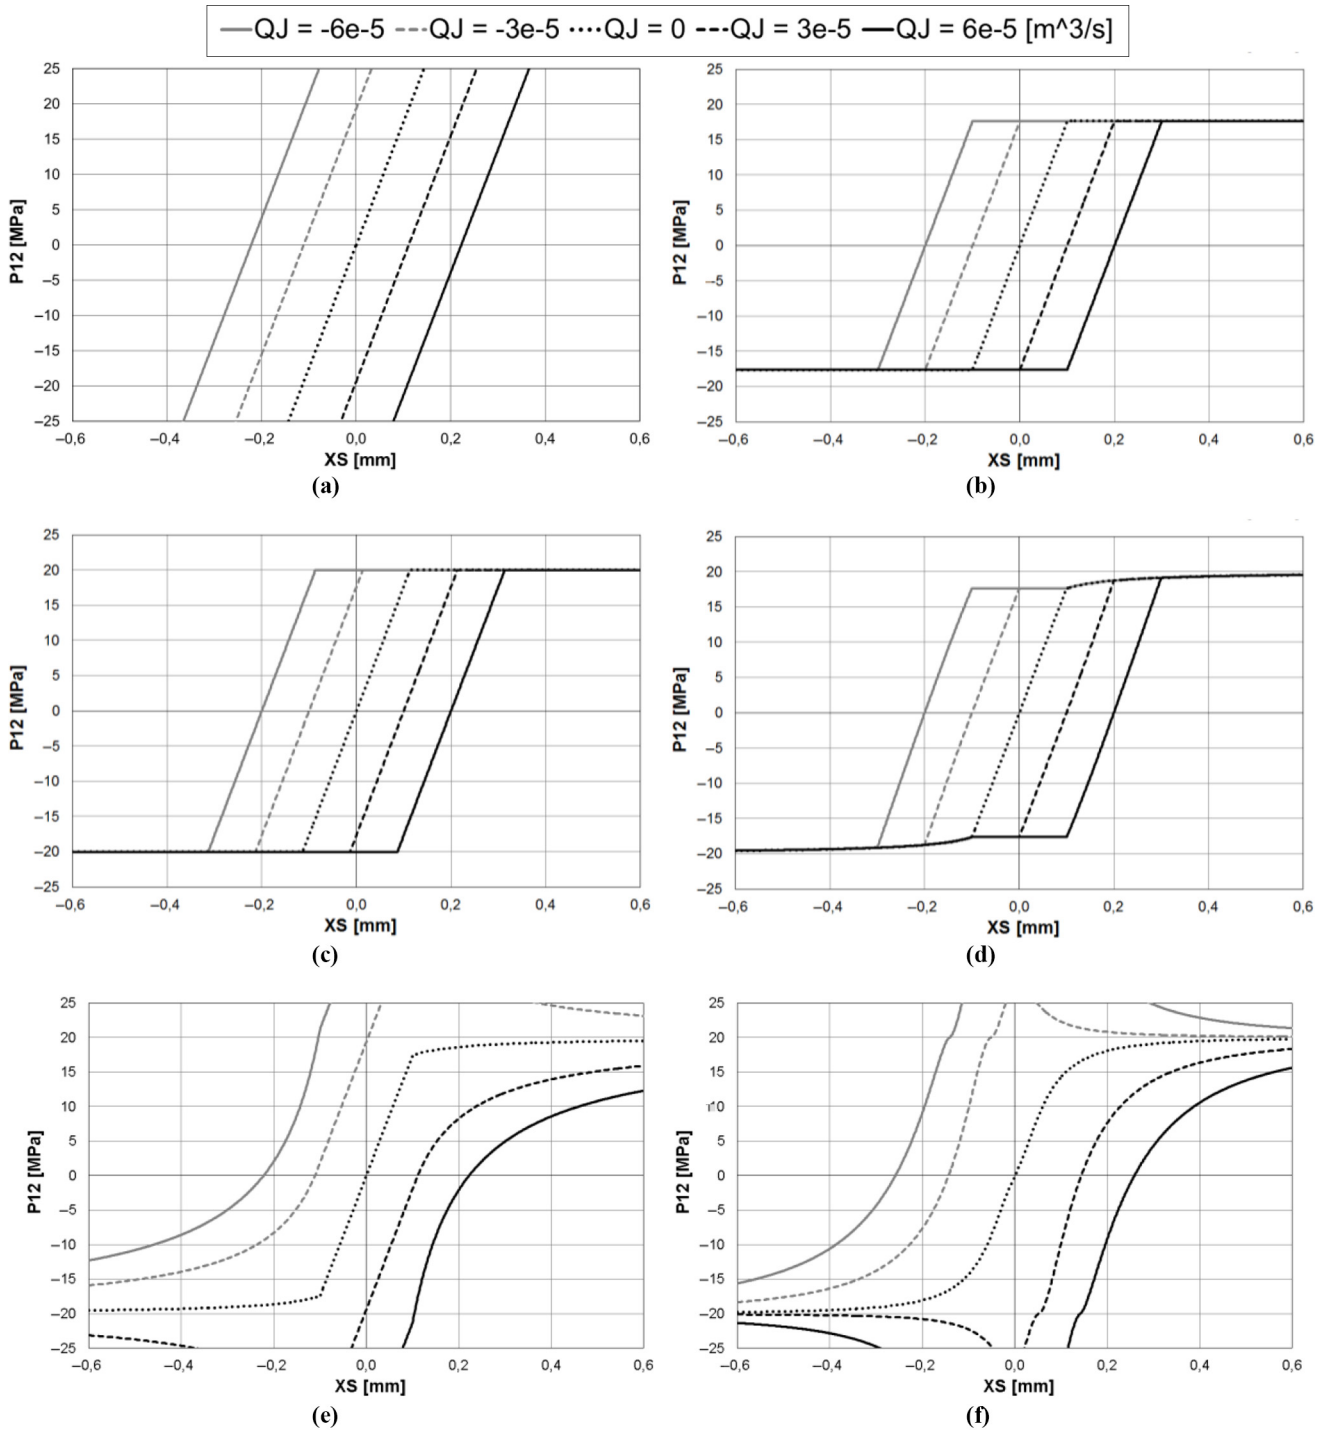 QJ = -6e-5 QJ = -3e-5 QJ = 0 QJ = 3e-5 QJ = 6e-5 [m^3/s]
25
20
15
10
5
0
–5
–10
–15
–20
–25
P12 [MPa]
–0,6 –0,4 –0,2 0,0 0,2 0,4 0,6
XS [mm]
(a)
25
20
15
10
5
0
–5
–10
–15
–20
–25
P12 [MPa]
–0,6 –0,4 –0,2 0,0 0,2 0,4 0,6
XS [mm]
(b)
25
20
15
10
5
0
–5
–10
–15
–20
–25
P12 [MPa]
–0,6 –0,4 –0,2 0,0 0,2 0,4 0,6
XS [mm]
(c)
25
20
15
10
5
0
–5
–10
–15
–20
–25
P12 [MPa]
–0,6 –0,4 –0,2 0,0 0,2 0,4 0,6
XS [mm]
(d)
25
20
15
10
5
0
–5
–10
–15
–20
–25
P12 [MPa]
–0,6 –0,4 –0,2 0,0 0,2 0,4 0,6
XS [mm]
(e)
25
20
15
10
5
0
–5
–10
–15
–20
–25
P12 [MPa]
–0,6 –0,4 –0,2 0,0 0,2 0,4 0,6
XS [mm]
(f)